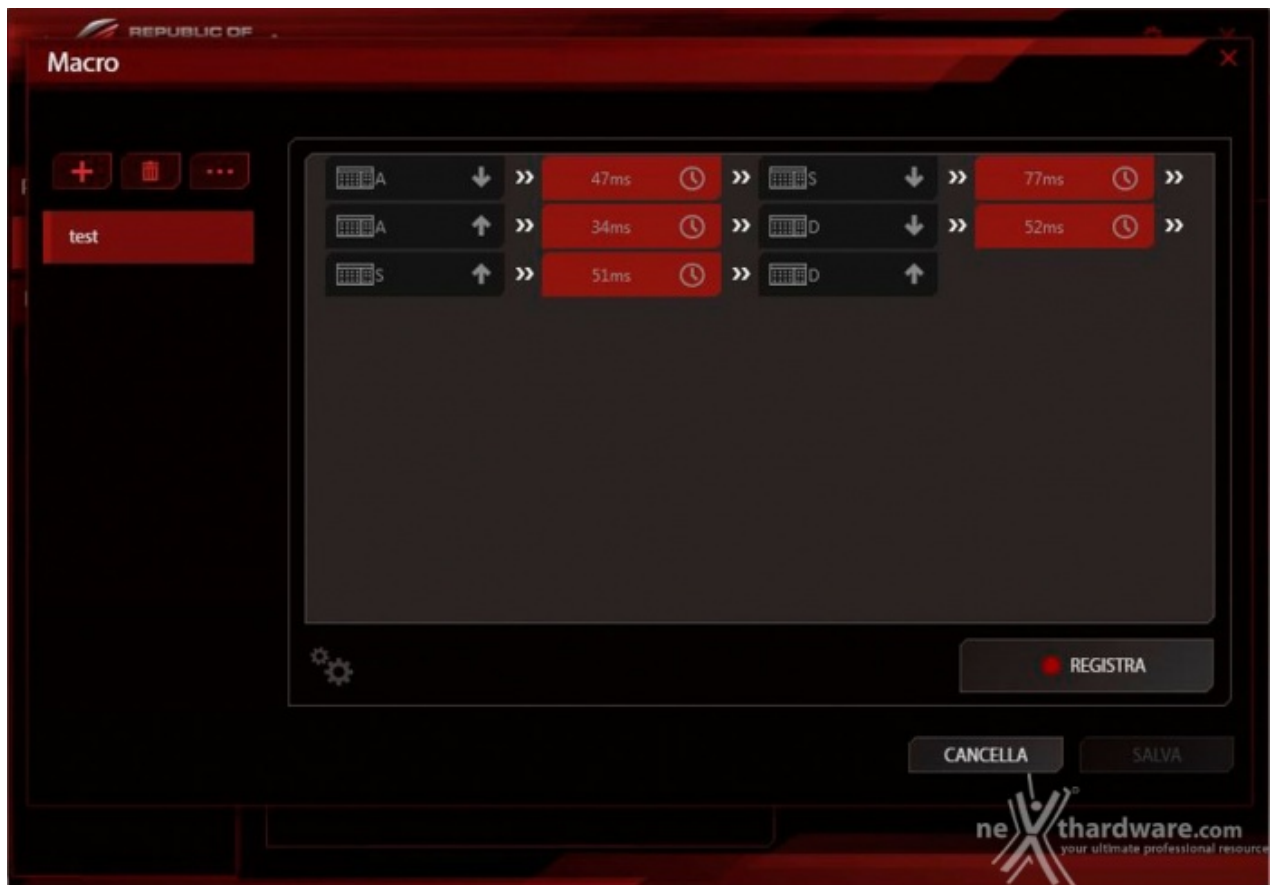 REPUBLIC OF
Macro
test
A 47ms S 77ms
A 34ms D 52ms
S 51ms D
REGISTRA
CANCELLA SALVA
nexthardware.com
your ultimate professional resource